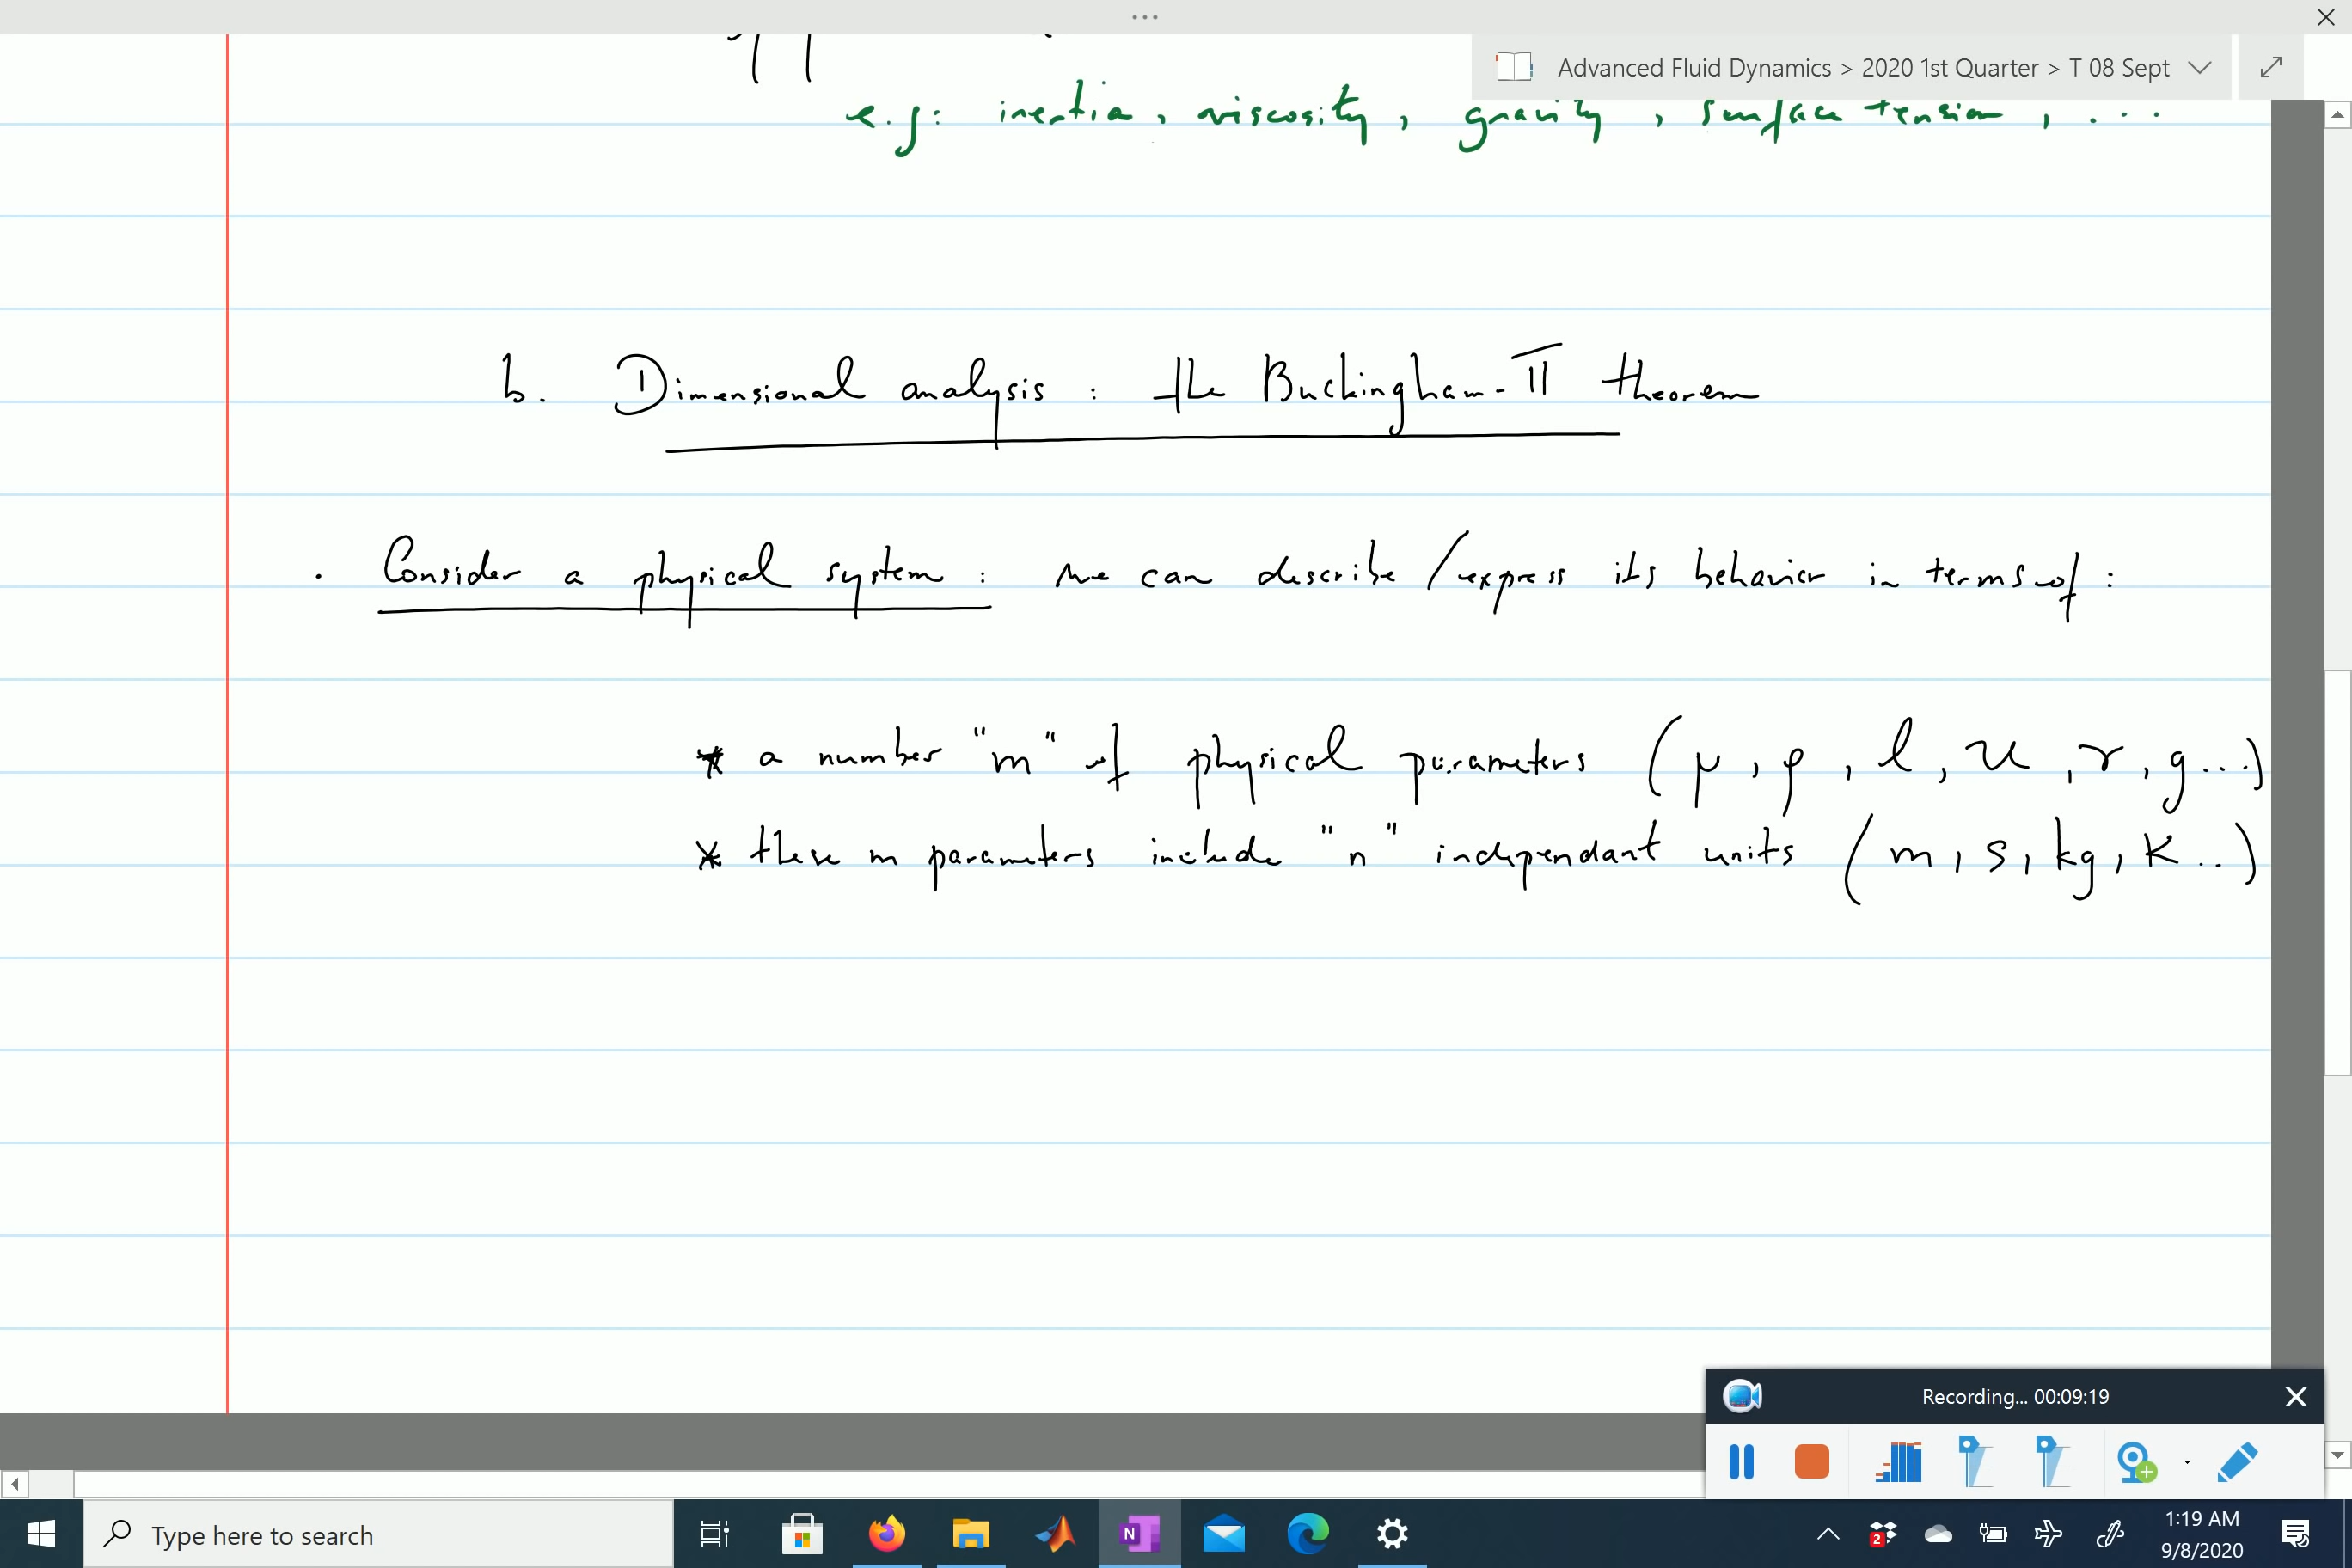 Advanced Fluid Dynamics > 2020 1st Quarter > T 08 Sept
e.g: inertia, viscosity, gravity, surface tension, ...
b. Dimensional analysis : the Buckingham-Π theorem
. Consider a physical system : we can describe / express its behavior in terms of :
* a number "m" of physical parameters (μ, ρ, l, U, r, g...)
* these m parameters include "n" independant units (m, s, kg, K..)
Recording... 00:09:19
Type here to search
N
2
1:19 AM
9/8/2020